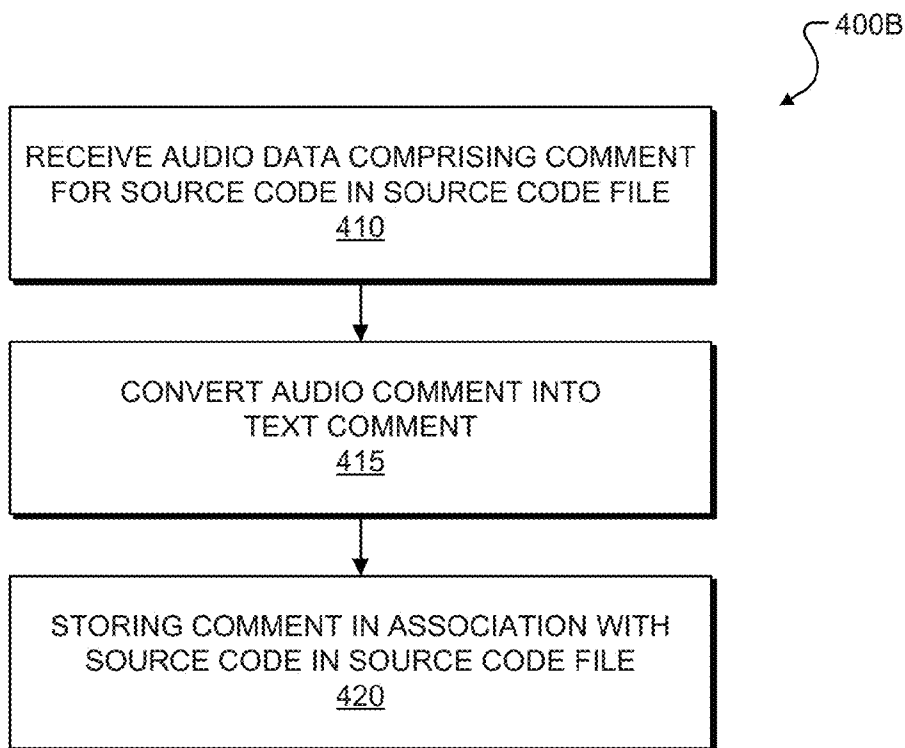 400B
RECEIVE AUDIO DATA COMPRISING COMMENT
FOR SOURCE CODE IN SOURCE CODE FILE
410
CONVERT AUDIO COMMENT INTO
TEXT COMMENT
415
STORING COMMENT IN ASSOCIATION WITH
SOURCE CODE IN SOURCE CODE FILE
420